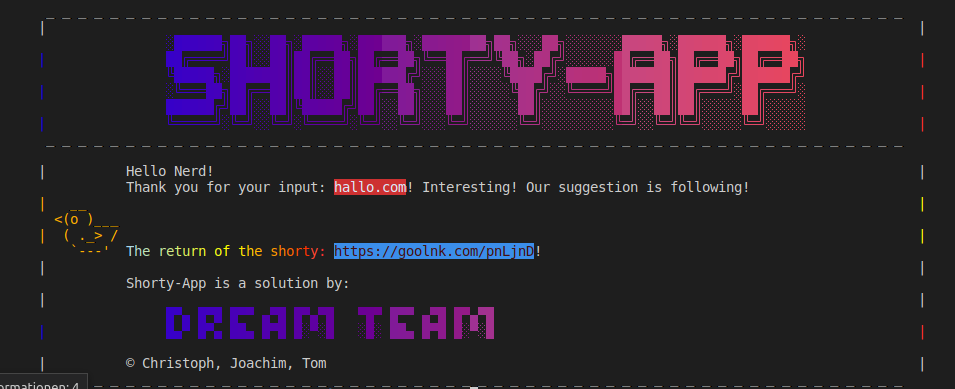 SHORTY-APP
Hello Nerd!
Thank you for your input: hallo.com! Interesting! Our suggestion is following!
The return of the shorty: https://goolnk.com/pnLjnD!
Shorty-App is a solution by:
DREAM TEAM
© Christoph, Joachim, Tom
ormationen: 4